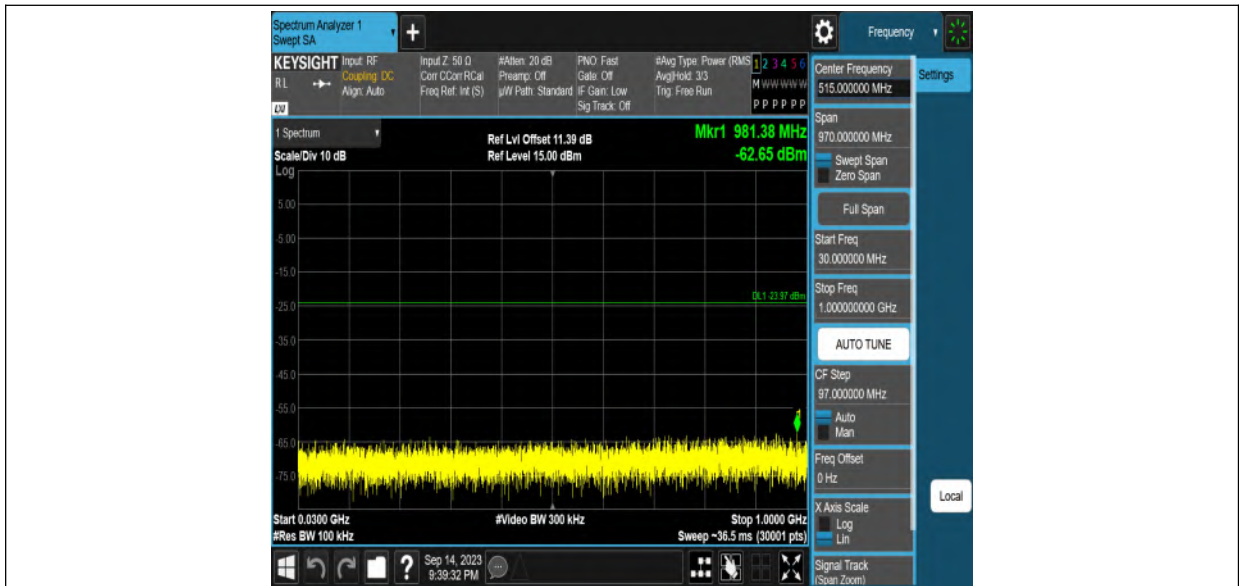 Spectrum Analyzer 1
Swept SA
Frequency
KEYSIGHT
RL
LXI
Input: RF
Coupling: DC
Align: Auto
Input Z: 50 Ω
Corr CCorr RCal
Freq Ref: Int (S)
#Atten: 20 dB
Preamp: Off
µW Path: Standard
PNO: Fast
Gate: Off
IF Gain: Low
Sig Track: Off
#Avg Type: Power (RMS
Avg|Hold: 3/3
Trig: Free Run
1 2 3 4 5 6
M W W W W W
P P P P P P
1 Spectrum
Scale/Div 10 dB
Log
Ref Lvl Offset 11.39 dB
Ref Level 15.00 dBm
Mkr1 981.38 MHz
-62.65 dBm
5.00
-5.00
-15.0
-25.0
-35.0
-45.0
-55.0
-65.0
-75.0
DL1 -23.97 dBm
1
Start 0.0300 GHz
#Video BW 300 kHz
Stop 1.0000 GHz
#Res BW 100 kHz
Sweep ~36.5 ms (30001 pts)
?
Sep 14, 2023
9:39:32 PM
Center Frequency
515.000000 MHz
Settings
Span
970.000000 MHz
Swept Span
Zero Span
Full Span
Start Freq
30.000000 MHz
Stop Freq
1.000000000 GHz
AUTO TUNE
CF Step
97.000000 MHz
Auto
Man
Freq Offset
0 Hz
Local
X Axis Scale
Log
Lin
Signal Track
(Span Zoom)